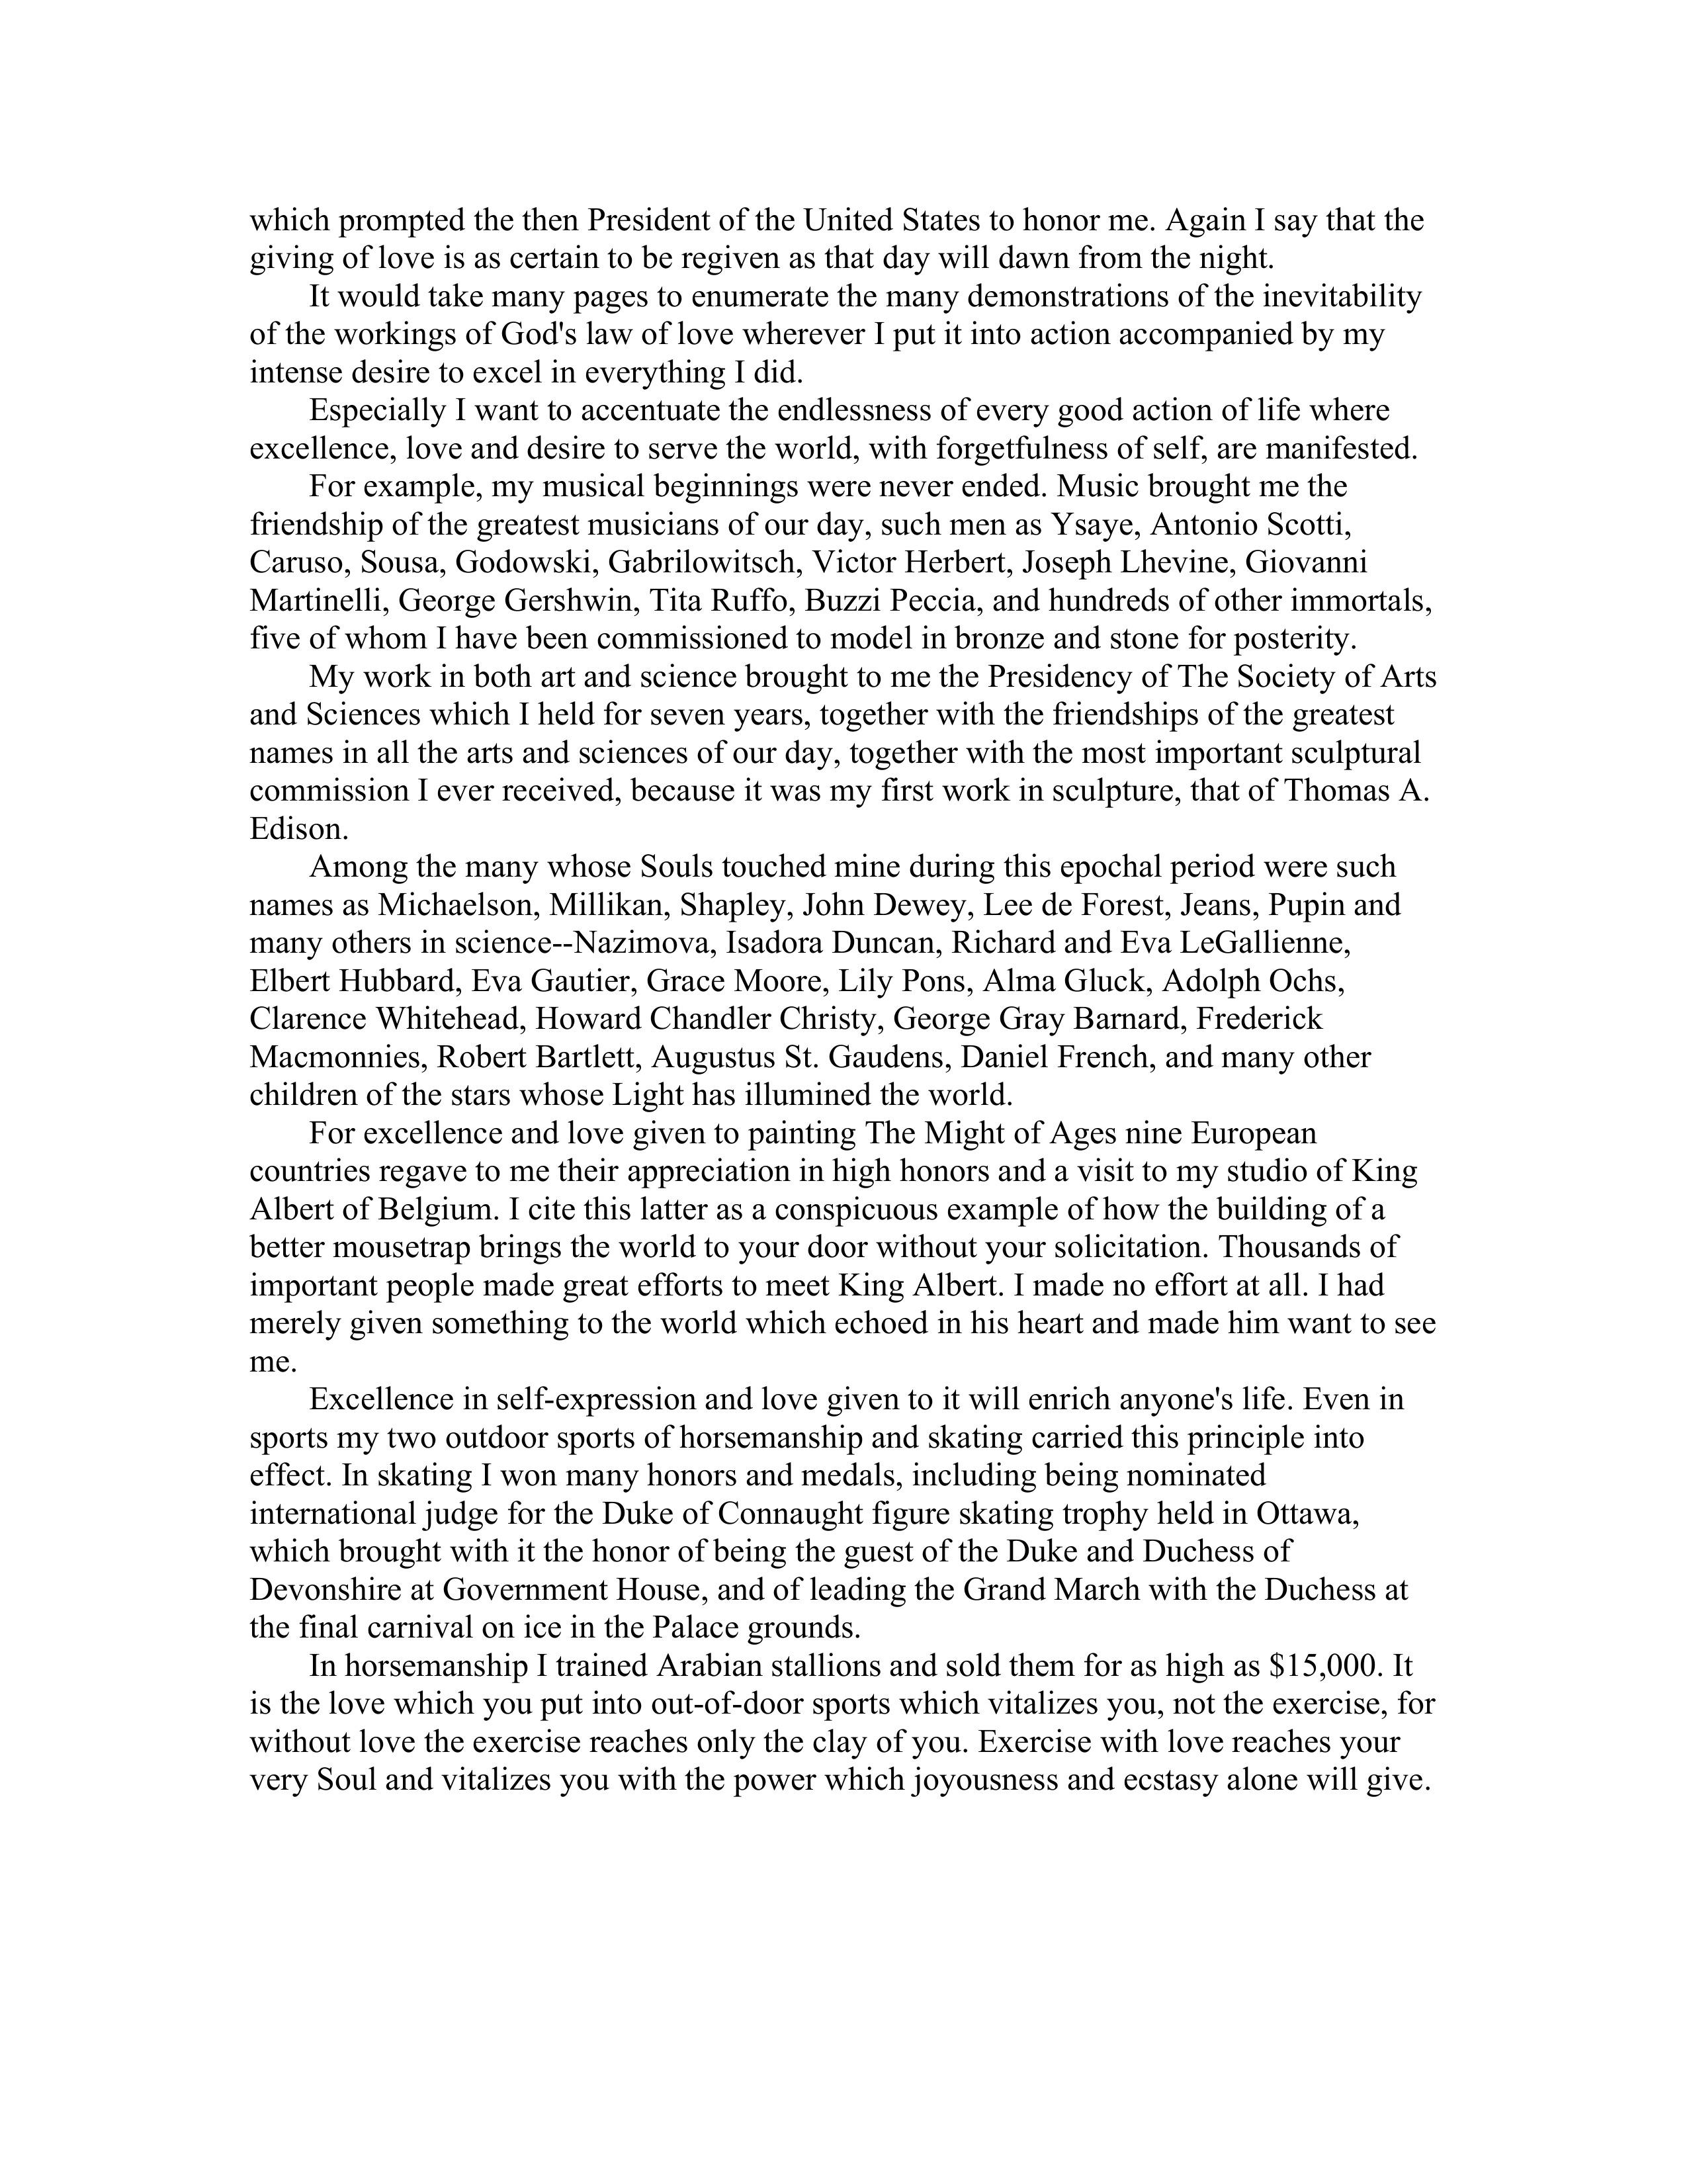 which prompted the then President of the United States to honor me. Again I say that the
giving of love is as certain to be regiven as that day will dawn from the night.
It would take many pages to enumerate the many demonstrations of the inevitability
of the workings of God's law of love wherever I put it into action accompanied by my
intense desire to excel in everything I did.
Especially I want to accentuate the endlessness of every good action of life where
excellence, love and desire to serve the world, with forgetfulness of self, are manifested.
For example, my musical beginnings were never ended. Music brought me the
friendship of the greatest musicians of our day, such men as Ysaye, Antonio Scotti,
Caruso, Sousa, Godowski, Gabrilowitsch, Victor Herbert, Joseph Lhevine, Giovanni
Martinelli, George Gershwin, Tita Ruffo, Buzzi Peccia, and hundreds of other immortals,
five of whom I have been commissioned to model in bronze and stone for posterity.
My work in both art and science brought to me the Presidency of The Society of Arts
and Sciences which I held for seven years, together with the friendships of the greatest
names in all the arts and sciences of our day, together with the most important sculptural
commission I ever received, because it was my first work in sculpture, that of Thomas A.
Edison.
Among the many whose Souls touched mine during this epochal period were such
names as Michaelson, Millikan, Shapley, John Dewey, Lee de Forest, Jeans, Pupin and
many others in science--Nazimova, Isadora Duncan, Richard and Eva LeGallienne,
Elbert Hubbard, Eva Gautier, Grace Moore, Lily Pons, Alma Gluck, Adolph Ochs,
Clarence Whitehead, Howard Chandler Christy, George Gray Barnard, Frederick
Macmonnies, Robert Bartlett, Augustus St. Gaudens, Daniel French, and many other
children of the stars whose Light has illumined the world.
For excellence and love given to painting The Might of Ages nine European
countries regave to me their appreciation in high honors and a visit to my studio of King
Albert of Belgium. I cite this latter as a conspicuous example of how the building of a
better mousetrap brings the world to your door without your solicitation. Thousands of
important people made great efforts to meet King Albert. I made no effort at all. I had
merely given something to the world which echoed in his heart and made him want to see
me.
Excellence in self-expression and love given to it will enrich anyone's life. Even in
sports my two outdoor sports of horsemanship and skating carried this principle into
effect. In skating I won many honors and medals, including being nominated
international judge for the Duke of Connaught figure skating trophy held in Ottawa,
which brought with it the honor of being the guest of the Duke and Duchess of
Devonshire at Government House, and of leading the Grand March with the Duchess at
the final carnival on ice in the Palace grounds.
In horsemanship I trained Arabian stallions and sold them for as high as $15,000. It
is the love which you put into out-of-door sports which vitalizes you, not the exercise, for
without love the exercise reaches only the clay of you. Exercise with love reaches your
very Soul and vitalizes you with the power which joyousness and ecstasy alone will give.